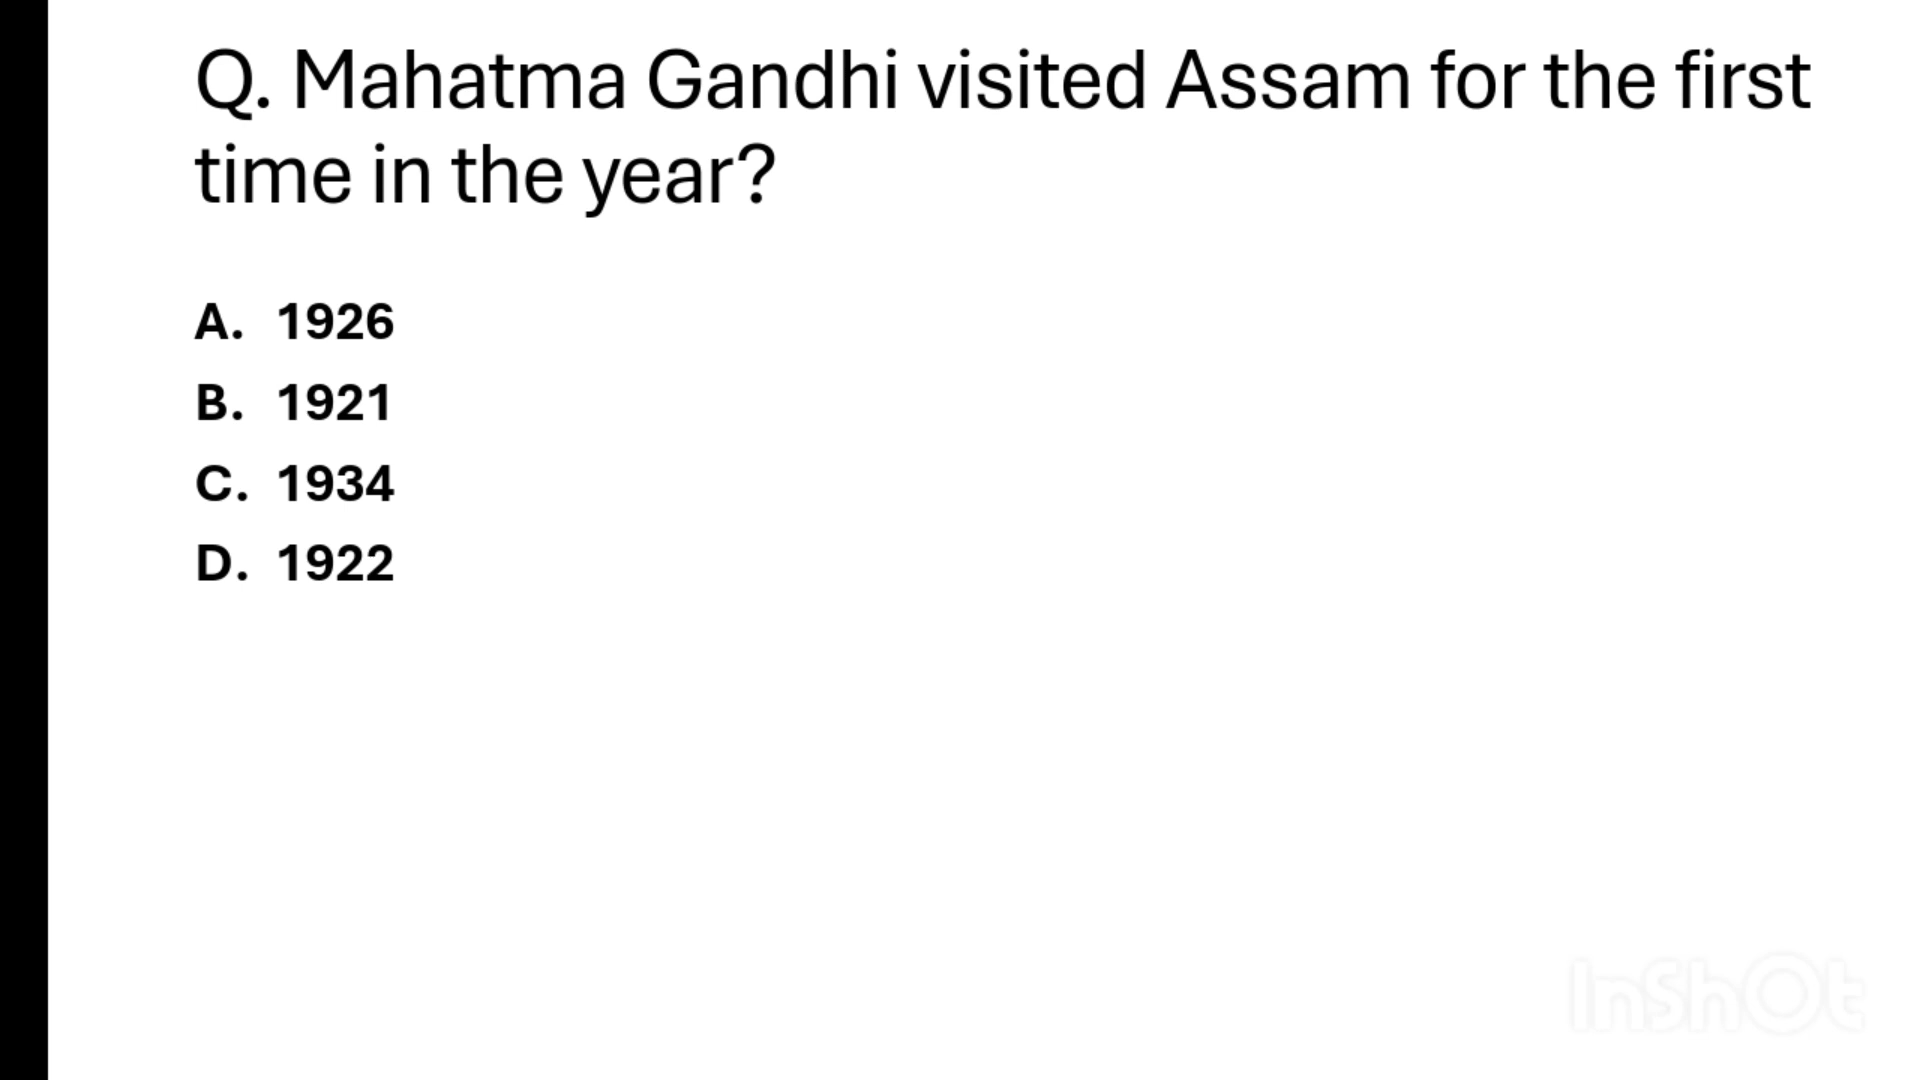 Q. Mahatma Gandhi visited Assam for the first
time in the year?
A. 1926
B. 1921
C. 1934
D. 1922
InShOt